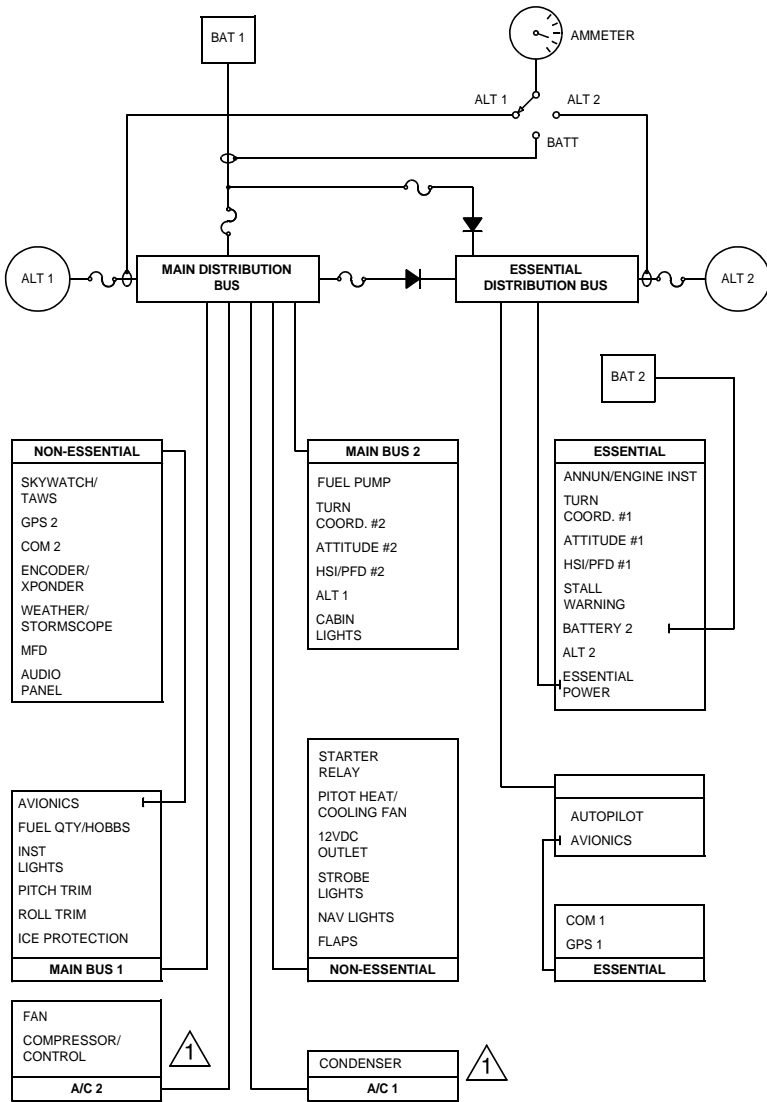 BAT 1
AMMETER
ALT 1
ALT 2
BATT
ALT 1
MAIN DISTRIBUTION
BUS
ESSENTIAL
DISTRIBUTION BUS
ALT 2
BAT 2
NON-ESSENTIAL
SKYWATCH/
TAWS
GPS 2
COM 2
ENCODER/
XPONDER
WEATHER/
STORMSCOPE
MFD
AUDIO
PANEL
MAIN BUS 2
FUEL PUMP
TURN
COORD. #2
ATTITUDE #2
HSI/PFD #2
ALT 1
CABIN
LIGHTS
ESSENTIAL
ANNUN/ENGINE INST
TURN
COORD. #1
ATTITUDE #1
HSI/PFD #1
STALL
WARNING
BATTERY 2
ALT 2
ESSENTIAL
POWER
AVIONICS
FUEL QTY/HOBBS
INST
LIGHTS
PITCH TRIM
ROLL TRIM
ICE PROTECTION
MAIN BUS 1
STARTER
RELAY
PITOT HEAT/
COOLING FAN
12VDC
OUTLET
STROBE
LIGHTS
NAV LIGHTS
FLAPS
NON-ESSENTIAL
AUTOPILOT
AVIONICS
COM 1
GPS 1
ESSENTIAL
FAN
COMPRESSOR/
CONTROL
A/C 2
1
CONDENSER
A/C 1
1